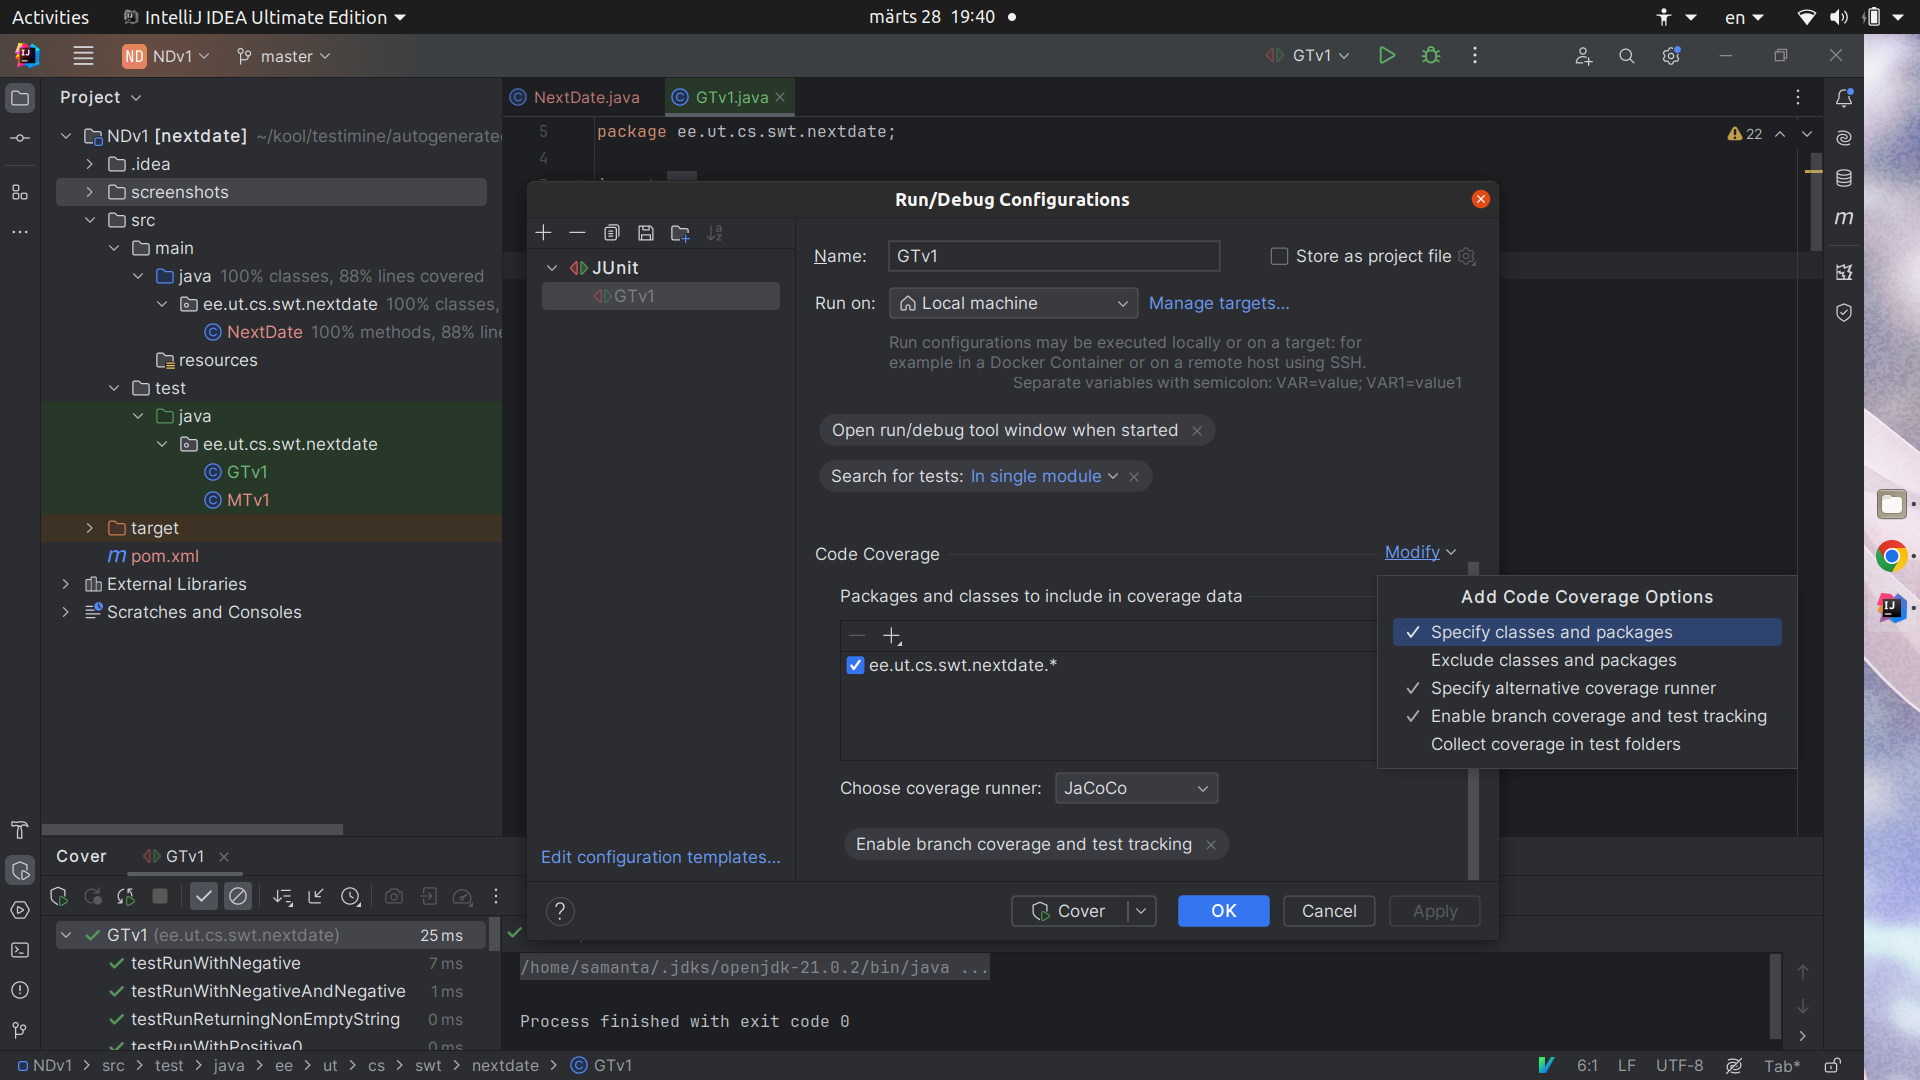 Activities
IntelliJ IDEA Ultimate Edition
märts 28 19:40
en
ND NDv1
master
GTv1
Project
NDv1 [nextdate] ~/kool/testimine/autogenerate
.idea
screenshots
src
main
java 100% classes, 88% lines covered
ee.ut.cs.swt.nextdate 100% classes,
NextDate 100% methods, 88% line
resources
test
java
ee.ut.cs.swt.nextdate
GTv1
MTv1
target
m pom.xml
External Libraries
Scratches and Consoles
NextDate.java
GTv1.java
5 package ee.ut.cs.swt.nextdate;
4
22
Run/Debug Configurations
JUnit
GTv1
Edit configuration templates...
Name: GTv1
Store as project file
Run on: Local machine
Manage targets...
Run configurations may be executed locally or on a target: for
example in a Docker Container or on a remote host using SSH.
Separate variables with semicolon: VAR=value; VAR1=value1
Open run/debug tool window when started
Search for tests: In single module
Code Coverage
Modify
Packages and classes to include in coverage data
ee.ut.cs.swt.nextdate.*
Choose coverage runner: JaCoCo
Enable branch coverage and test tracking
Add Code Coverage Options
Specify classes and packages
Exclude classes and packages
Specify alternative coverage runner
Enable branch coverage and test tracking
Collect coverage in test folders
?
Cover
OK
Cancel
Apply
Cover
GTv1
GTv1 (ee.ut.cs.swt.nextdate) 25 ms
testRunWithNegative 7 ms
testRunWithNegativeAndNegative 1 ms
testRunReturningNonEmptyString 0 ms
testRunWithPositive0 0 ms
/home/samanta/.jdks/openjdk-21.0.2/bin/java ...
Process finished with exit code 0
NDv1 > src > test > java > ee > ut > cs > swt > nextdate > GTv1
6:1
LF
UTF-8
Tab*